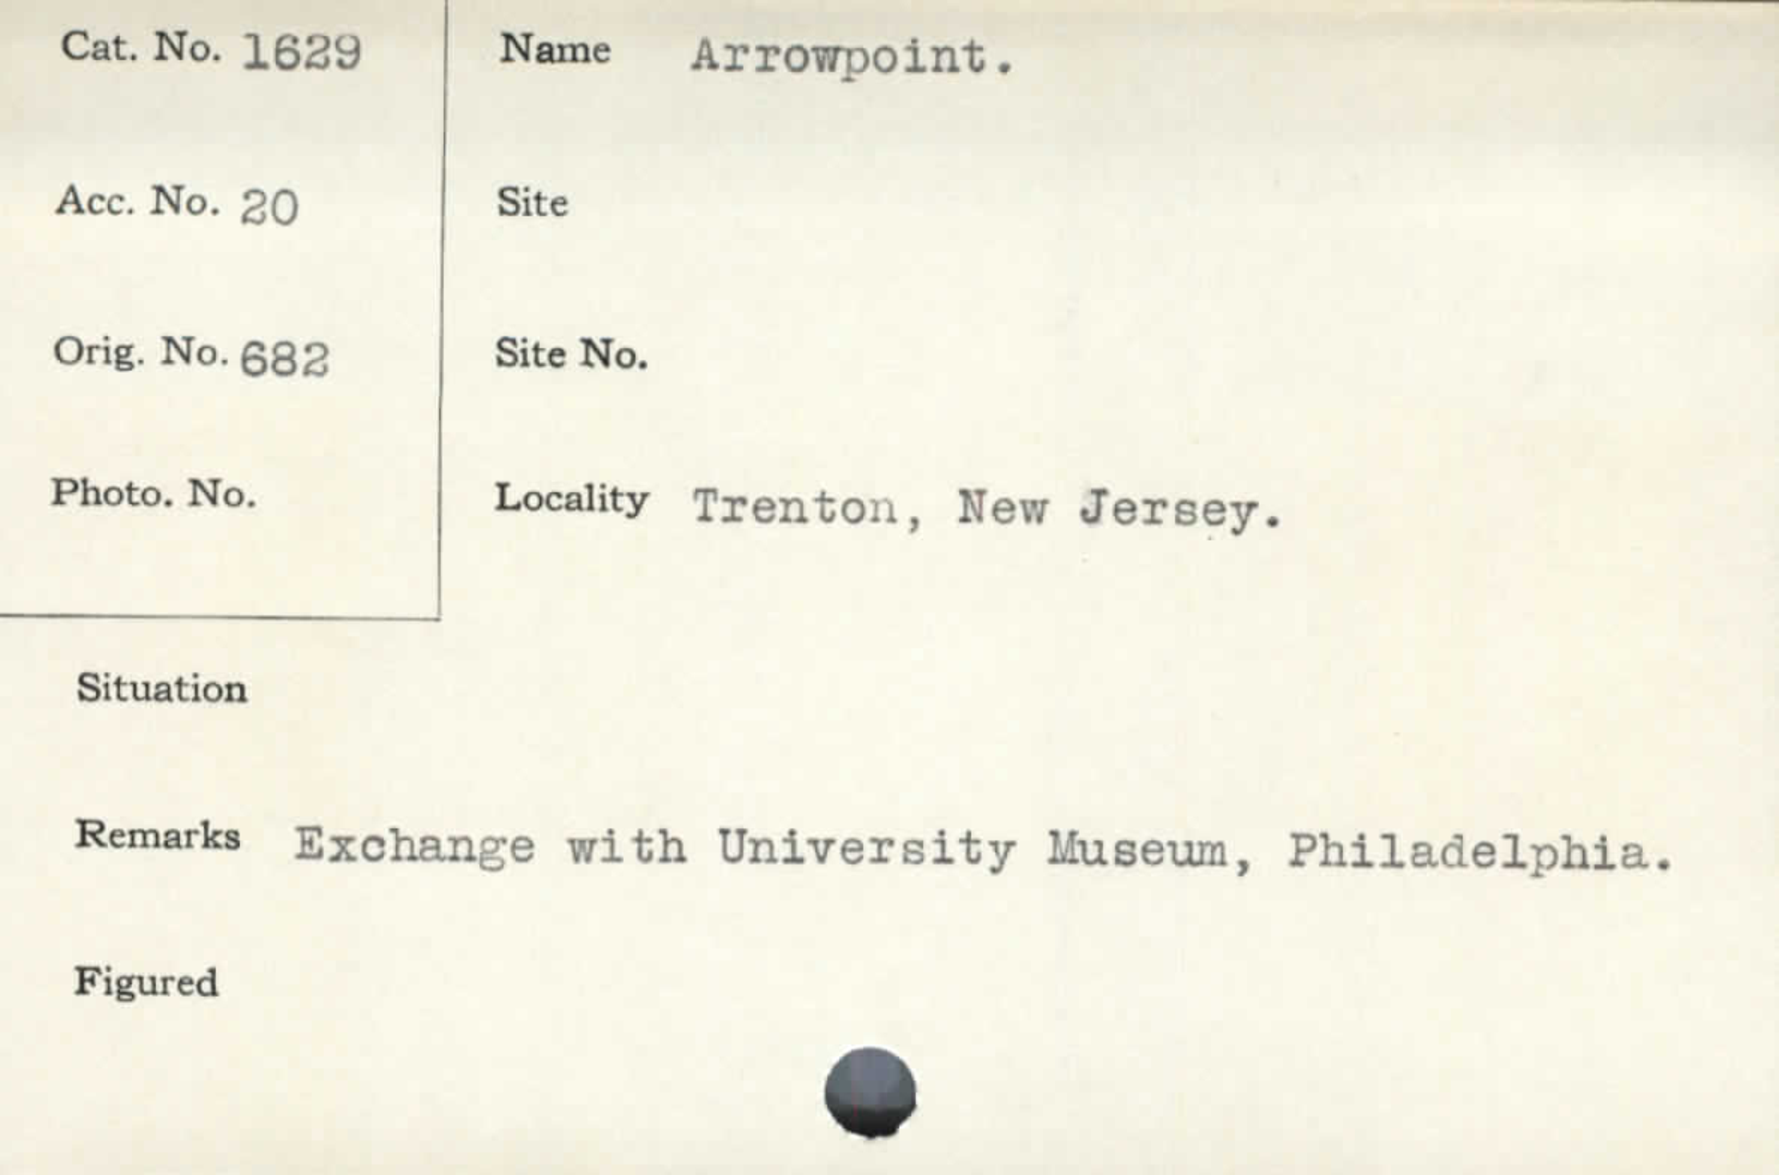 Cat. No. 1629
Acc. No. 20
Orig. No. 682
Photo. No.
Name Arrowpoint.
Site
Site No.
Locality Trenton, New Jersey.
Situation
Remarks Exchange with University Museum, Philadelphia.
Figured